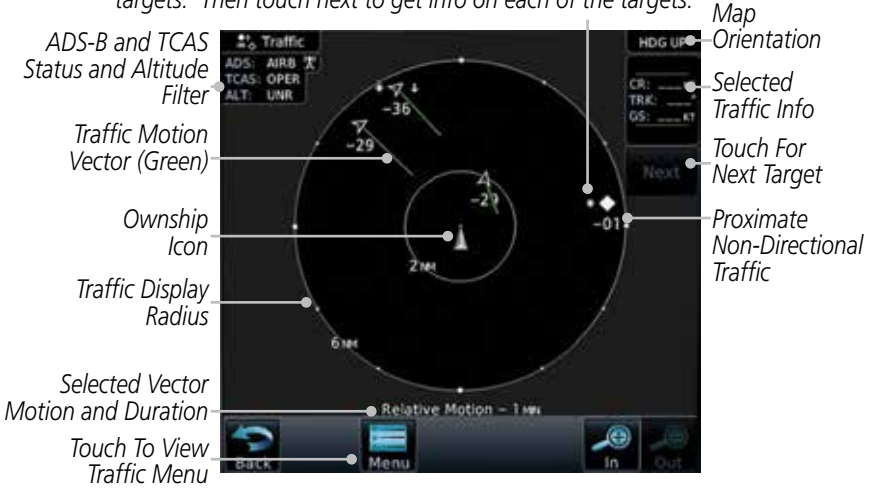 targets. Then touch next to get info on each of the targets.
Map
Orientation
ADS-B and TCAS
Status and Altitude
Filter
Traffic
HDG UP
ADS: AIRB
TCAS: OPER
ALT: UNR
CR:
TRK:
GS: ___KT
Selected
Traffic Info
-36
Traffic Motion
Vector (Green)
-29
Touch For
Next Target
Next
-29
-01
Ownship
Icon
Proximate
Non-Directional
Traffic
2NM
Traffic Display
Radius
6NM
Selected Vector
Motion and Duration
Relative Motion - 1 MIN
Touch To View
Traffic Menu
Back
Menu
In
Out